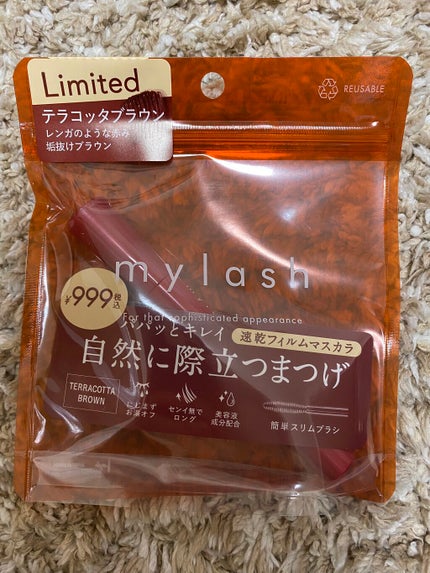 Limited
テラコッタブラウン
レンガのような赤み
垢抜けブラウン
REUSABLE
my lash
For that sophisticated appearance
¥999税込
パパッとキレイ
速乾フィルムマスカラ
自然に際立つまつげ
TERRACOTTA
BROWN
にじまず
お湯オフ
センイ無で
ロング
美容液
成分配合
簡単スリムブラシ